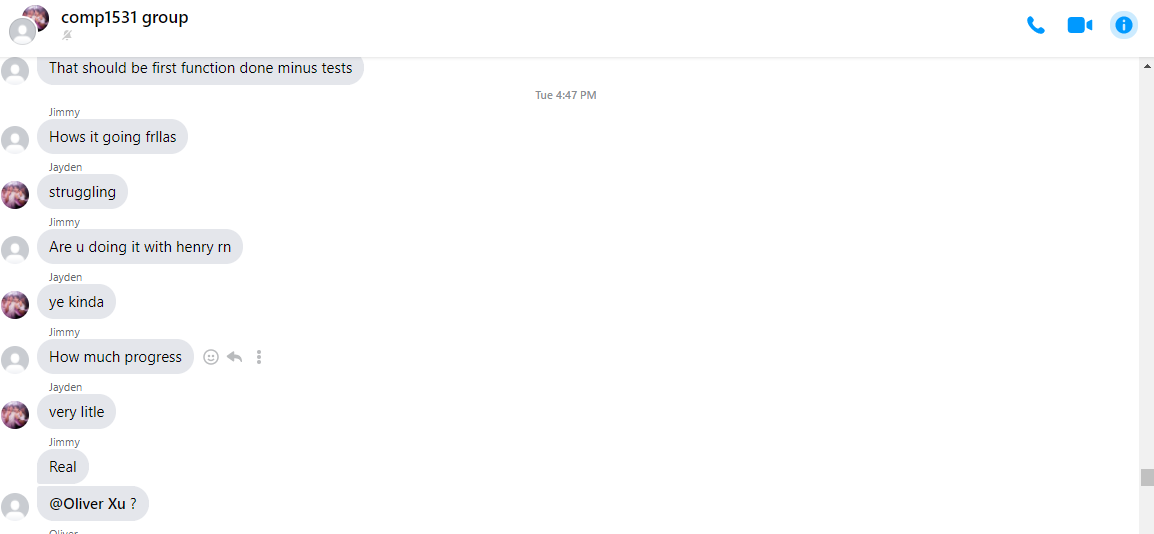 comp1531 group
That should be first function done minus tests
Tue 4:47 PM
Jimmy
Hows it going frllas
Jayden
struggling
Jimmy
Are u doing it with henry rn
Jayden
ye kinda
Jimmy
How much progress
Jayden
very litle
Jimmy
Real
@Oliver Xu ?
Oliver